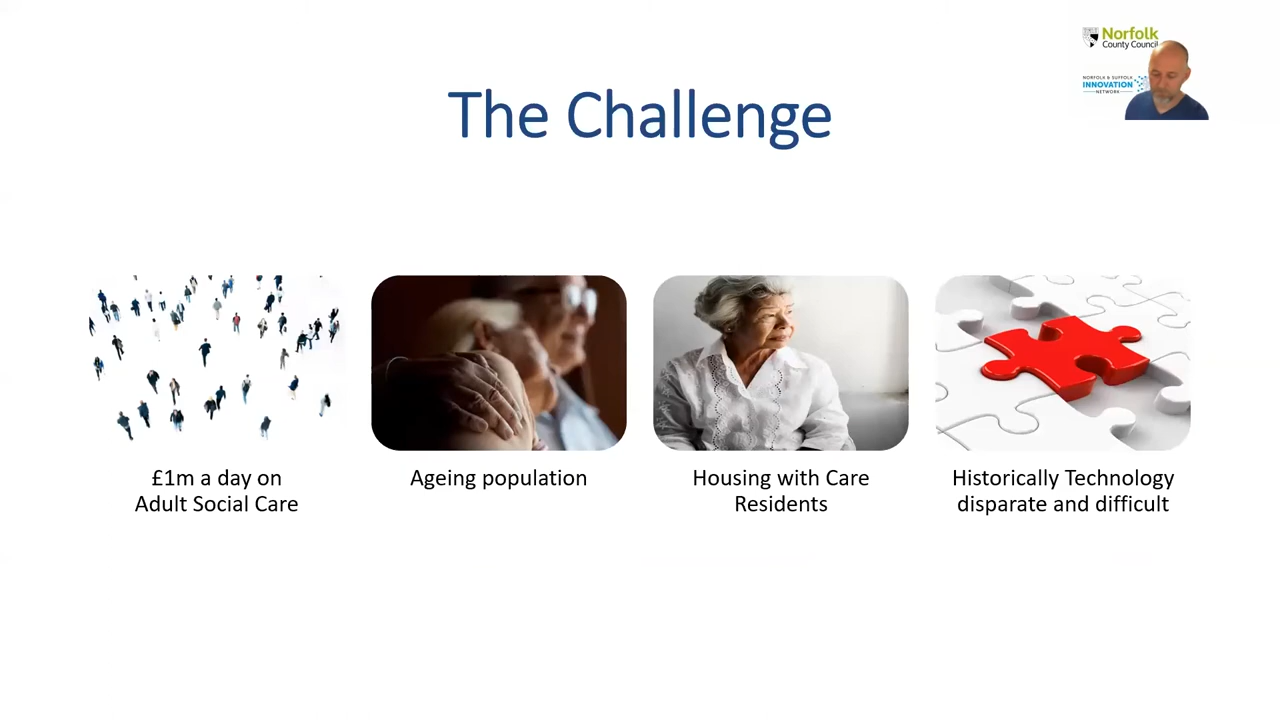 Norfolk
County Council
NORFOLK & SUFFOLK
INNOVATION
NETWORK
The Challenge
£1m a day on
Adult Social Care
Ageing population
Housing with Care
Residents
Historically Technology
disparate and difficult